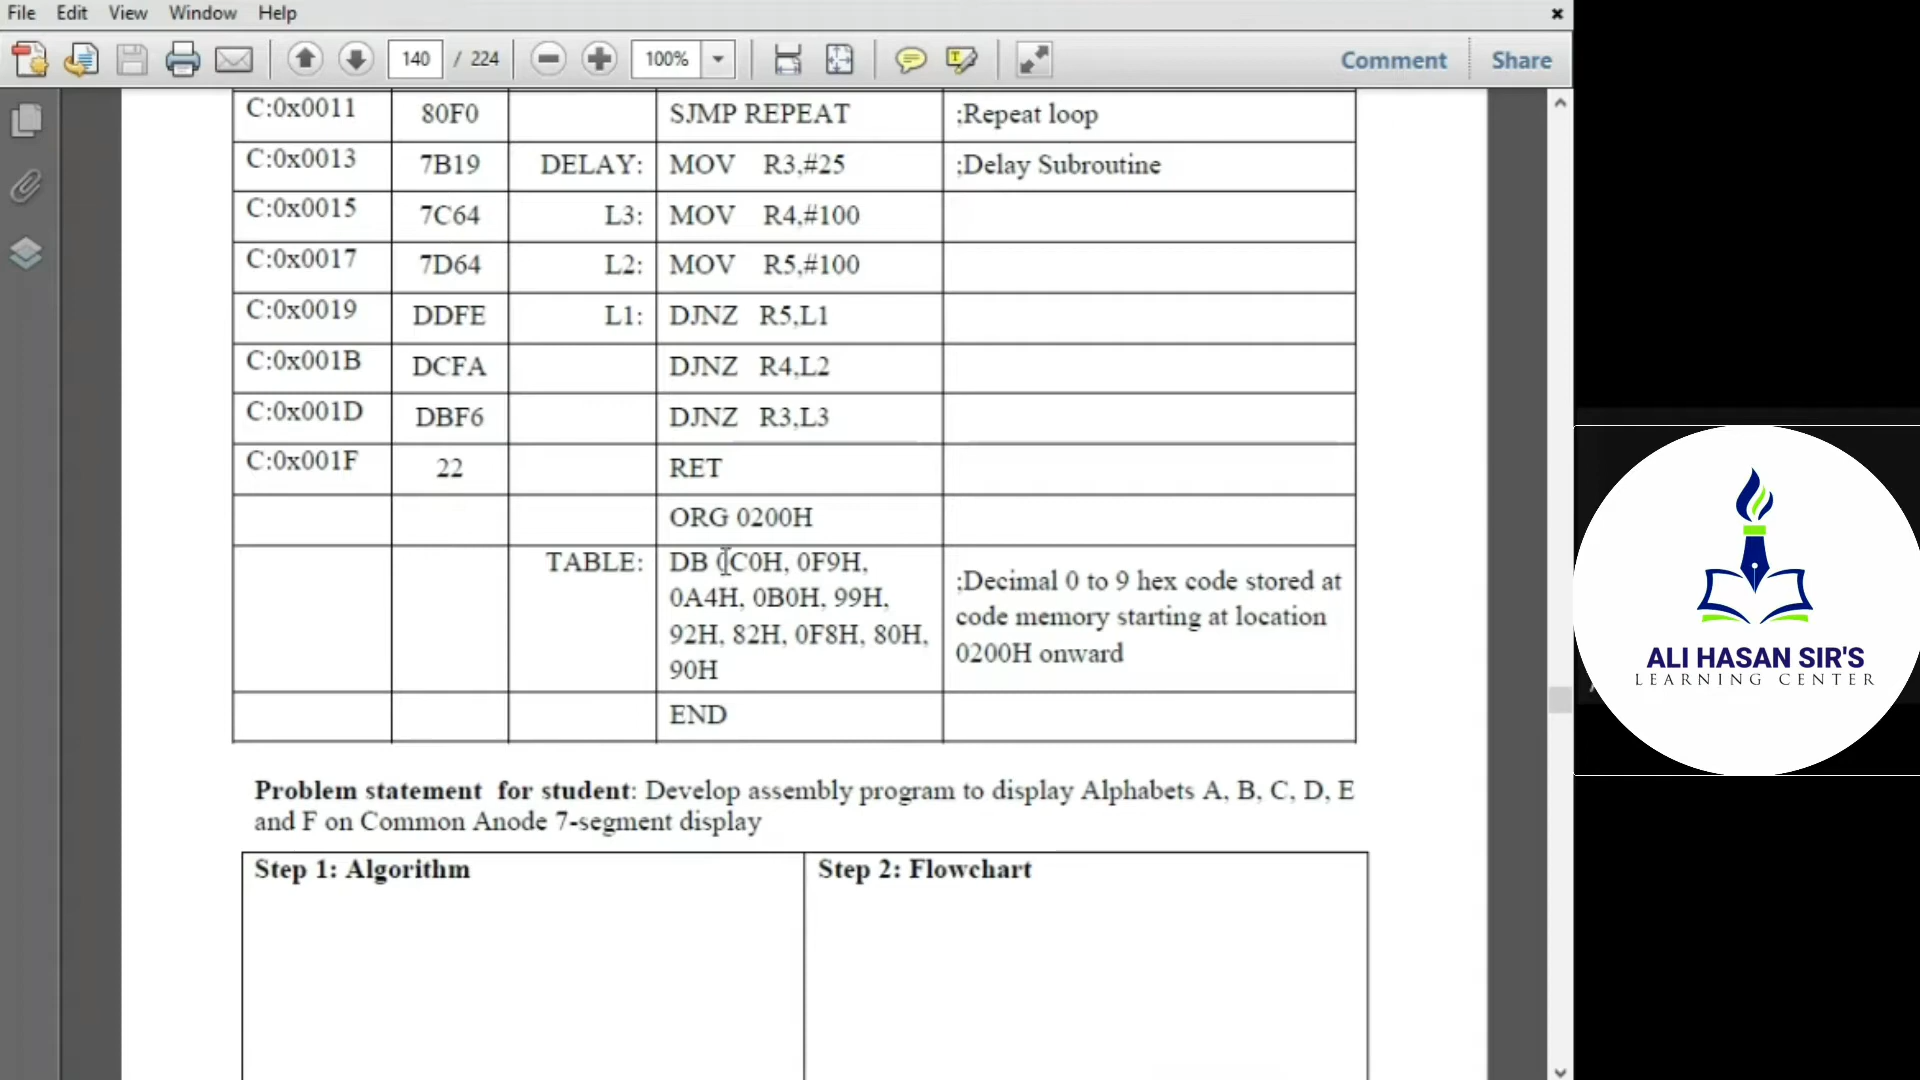 File Edit View Window Help
140 / 224 100% Comment Share
C:0x0011 80F0 SJMP REPEAT ;Repeat loop
C:0x0013 7B19 DELAY: MOV R3,#25 ;Delay Subroutine
C:0x0015 7C64 L3: MOV R4,#100
C:0x0017 7D64 L2: MOV R5,#100
C:0x0019 DDFE L1: DJNZ R5,L1
C:0x001B DCFA DJNZ R4,L2
C:0x001D DBF6 DJNZ R3,L3
C:0x001F 22 RET
ORG 0200H
TABLE: DB 0C0H, 0F9H,
0A4H, 0B0H, 99H,
92H, 82H, 0F8H, 80H,
90H
;Decimal 0 to 9 hex code stored at
code memory starting at location
0200H onward
END
Problem statement for student: Develop assembly program to display Alphabets A, B, C, D, E
and F on Common Anode 7-segment display
Step 1: Algorithm
Step 2: Flowchart
ALI HASAN SIR'S
LEARNING CENTER